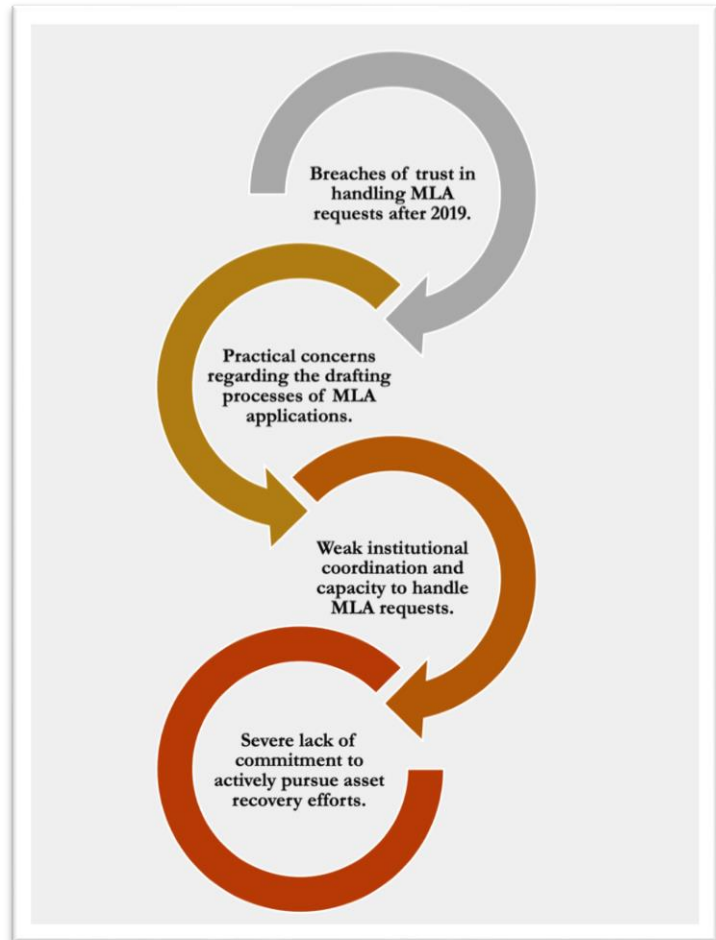 Breaches of trust in
handling MLA
requests after 2019.
Practical concerns
regarding the drafting
processes of MLA
applications.
Weak institutional
coordination and
capacity to handle
MLA requests.
Severe lack of
commitment to
actively pursue asset
recovery efforts.